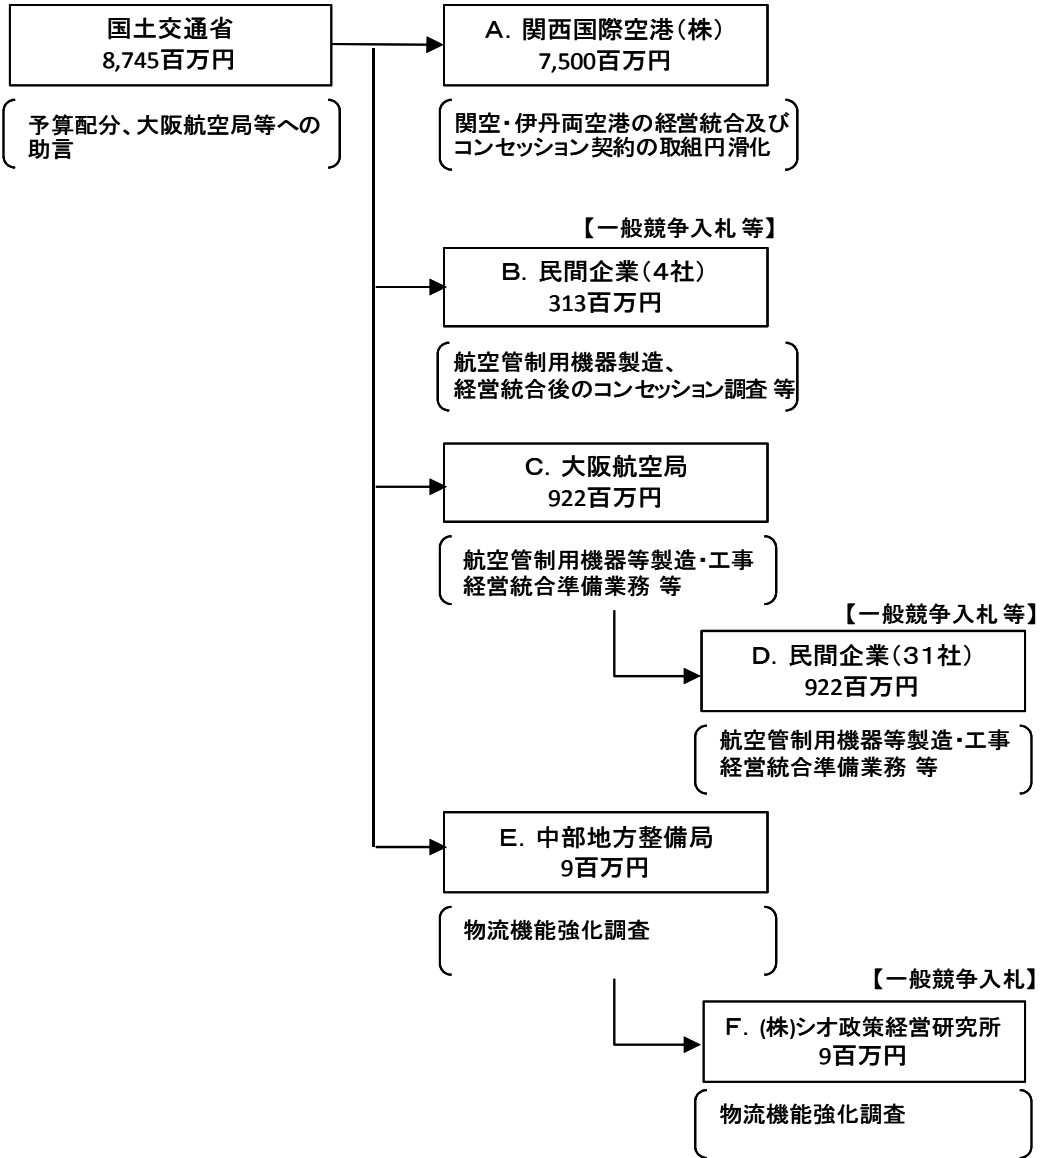 国土交通省
8,745百万円
予算配分、大阪航空局等への
助言
A．関西国際空港（株）
7,500百万円
関空・伊丹両空港の経営統合及び
コンセッション契約の取組円滑化
【一般競争入札等】
B．民間企業（4社）
313百万円
航空管制用機器製造、
経営統合後のコンセッション調査等
C．大阪航空局
922百万円
航空管制用機器等製造・工事
経営統合準備業務 等
【一般競争入札等】
D．民間企業（31社）
922百万円
航空管制用機器等製造・工事
経営統合準備業務 等
E．中部地方整備局
9百万円
物流機能強化調査
【一般競争入札】
F．(株)シオ政策経営研究所
9百万円
物流機能強化調査